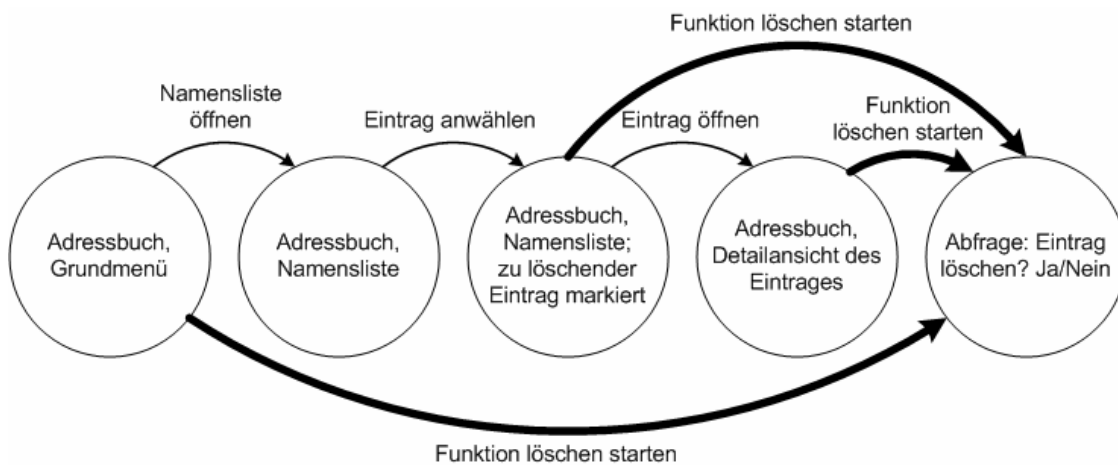 Funktion löschen starten
Namensliste
öffnen
Eintrag anwählen
Eintrag öffnen
Funktion
löschen starten
Adressbuch,
Grundmenü
Adressbuch,
Namensliste
Adressbuch,
Namensliste;
zu löschender
Eintrag markiert
Adressbuch,
Detailansicht des
Eintrages
Abfrage: Eintrag
löschen? Ja/Nein
Funktion löschen starten